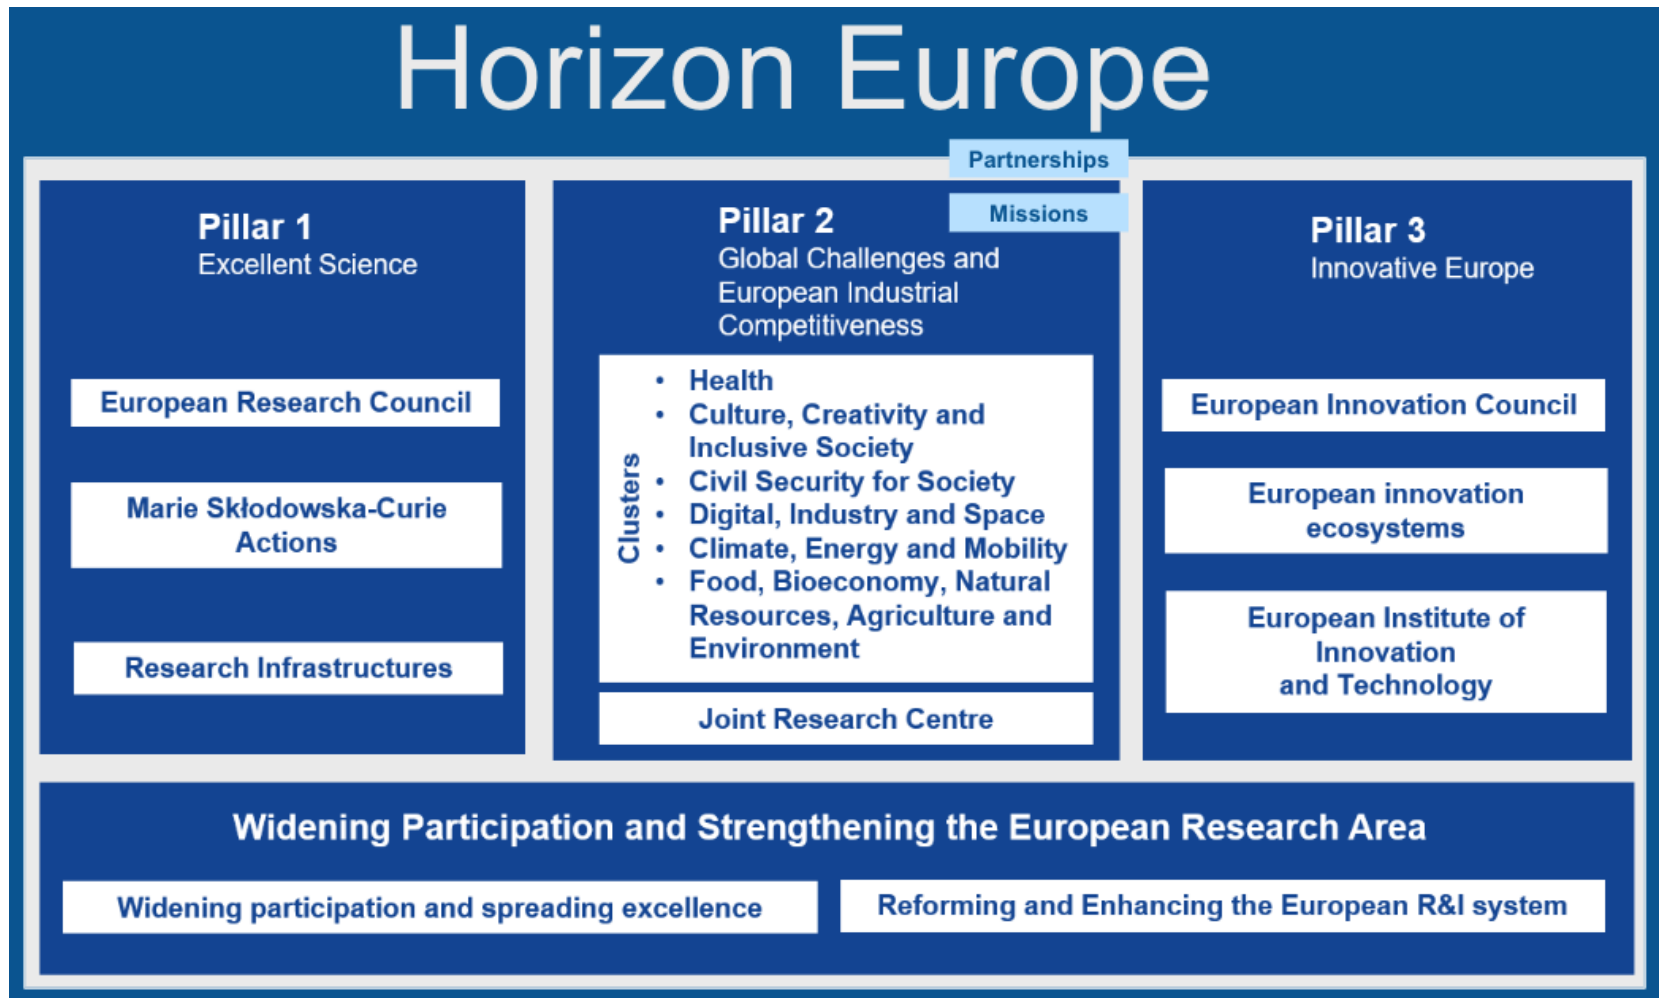 Horizon Europe
Partnerships
Missions
Pillar 1
Excellent Science
European Research Council
Marie Skłodowska-Curie
Actions
Research Infrastructures
Pillar 2
Global Challenges and
European Industrial
Competitiveness
Clusters
• Health
• Culture, Creativity and
Inclusive Society
• Civil Security for Society
• Digital, Industry and Space
• Climate, Energy and Mobility
• Food, Bioeconomy, Natural
Resources, Agriculture and
Environment
Joint Research Centre
Pillar 3
Innovative Europe
European Innovation Council
European innovation
ecosystems
European Institute of
Innovation
and Technology
Widening Participation and Strengthening the European Research Area
Widening participation and spreading excellence
Reforming and Enhancing the European R&I system